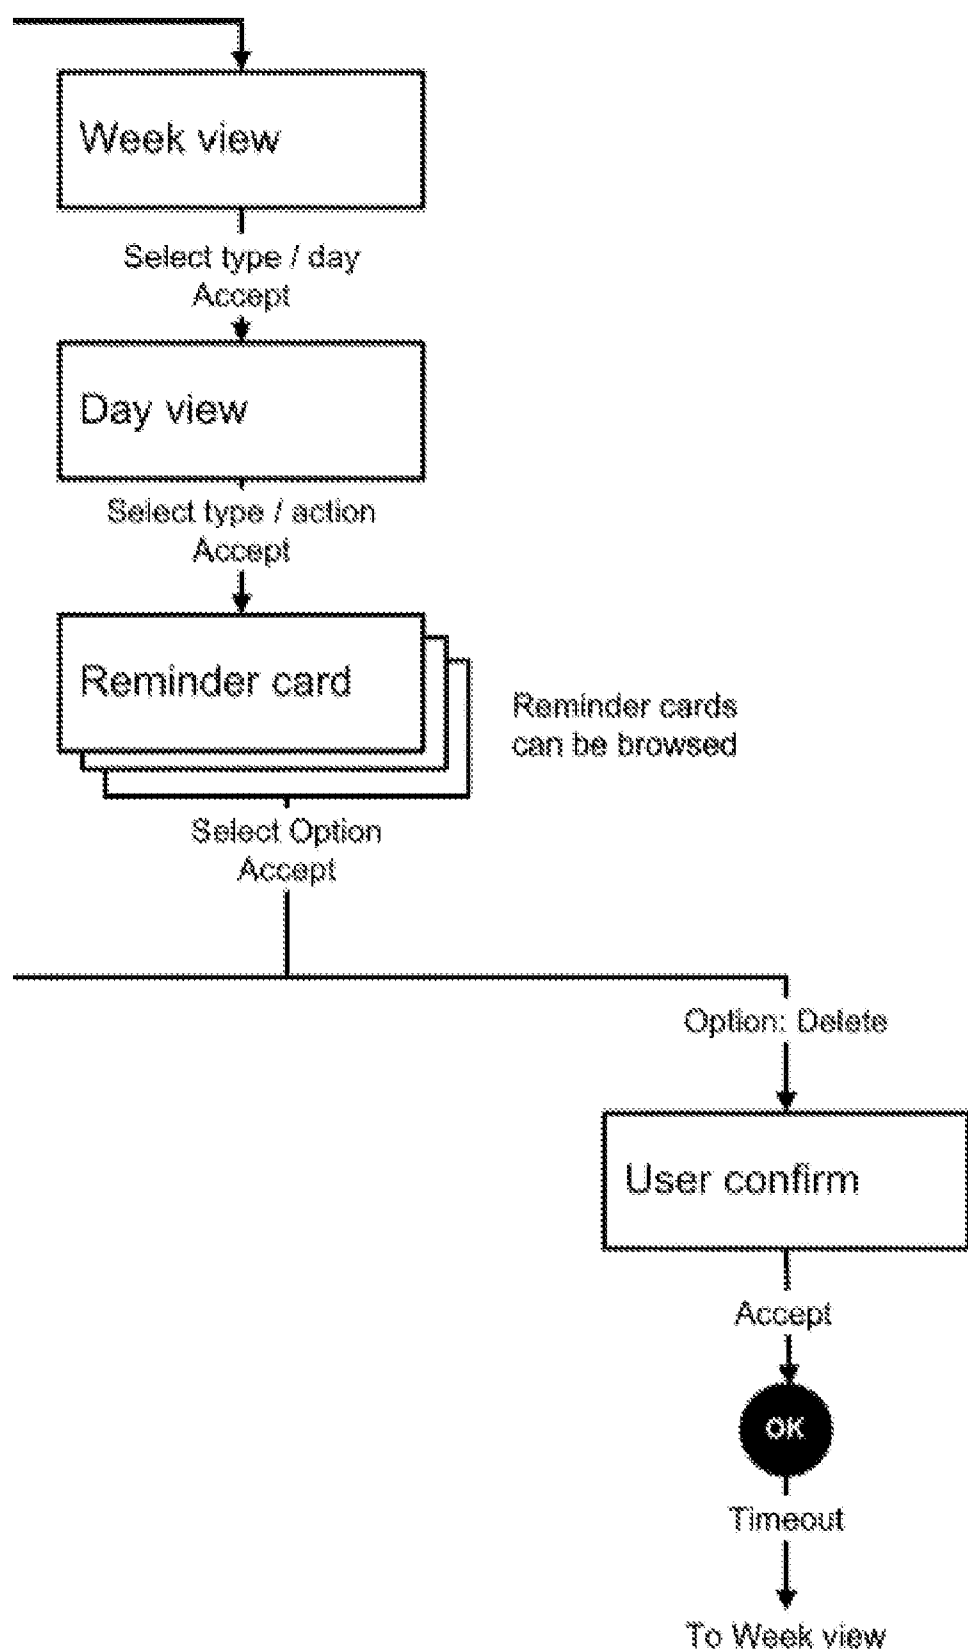 Week view
Select type / day
Accept
Day view
Select type / action
Accept
Reminder card
Reminder cards
can be browsed
Select Option
Accept
Option: Delete
User confirm
Accept
OK
Timeout
To Week view